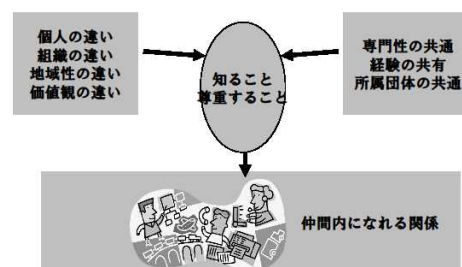 個人の違い
組織の違い
地域性の違い
価値観の違い
知ること
尊重すること
専門性の共通
経験の共有
所属団体の共通
仲間内になれる関係